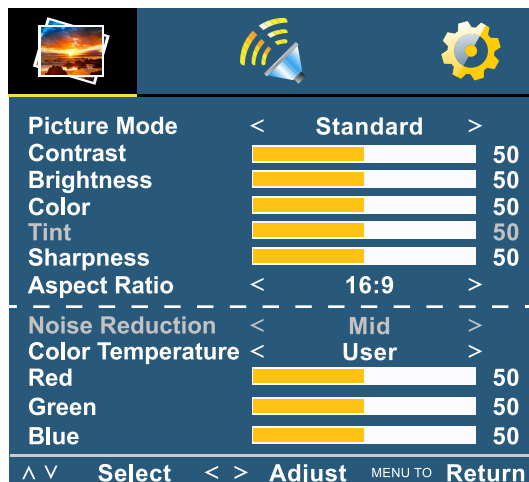 Picture Mode < Standard >
Contrast 50
Brightness 50
Color 50
Tint 50
Sharpness 50
Aspect Ratio < 16:9 >
Noise Reduction < Mid >
Color Temperature < User >
Red 50
Green 50
Blue 50
∧ ∨ Select < > Adjust MENU TO Return